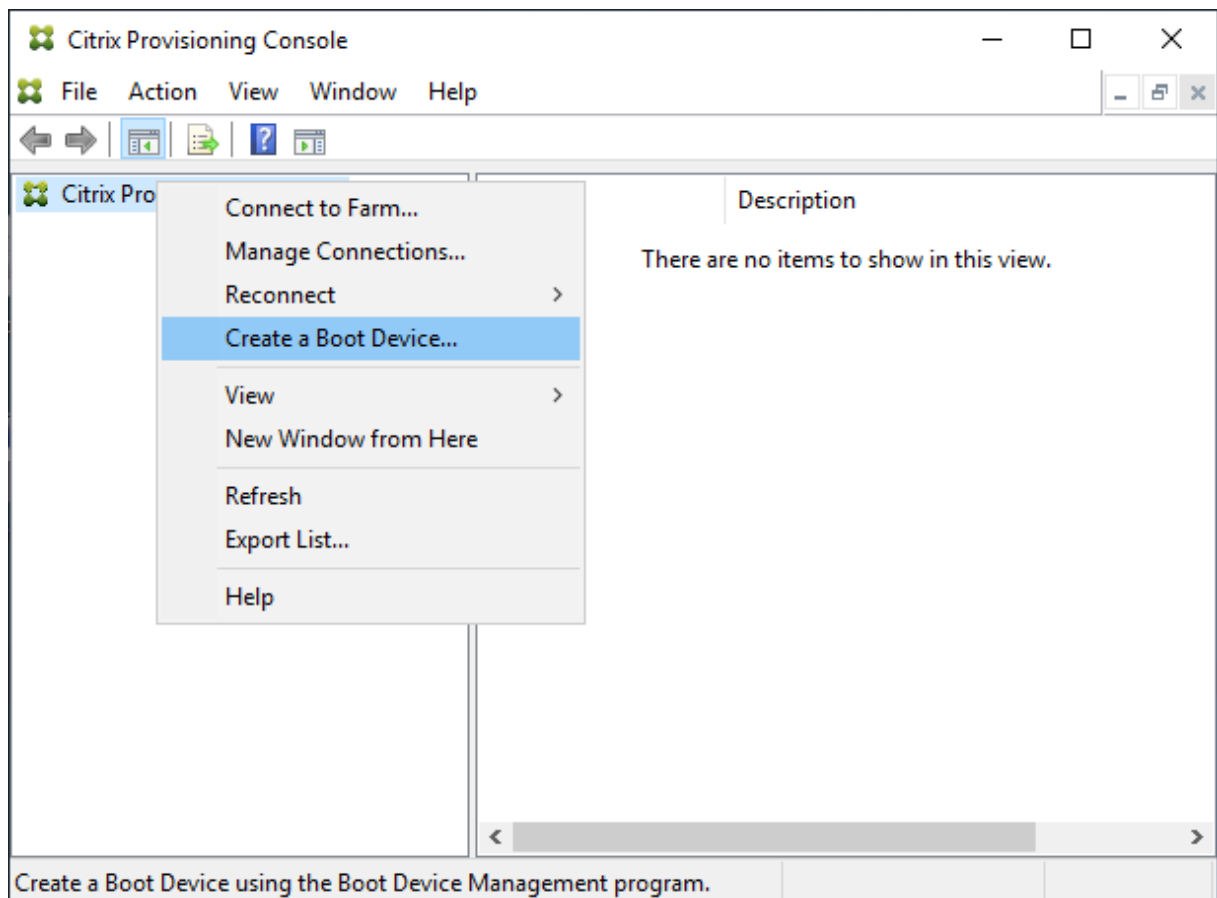 Citrix Provisioning Console
File Action View Window Help
Citrix Pro
Description
There are no items to show in this view.
Connect to Farm...
Manage Connections...
Reconnect
Create a Boot Device...
View
New Window from Here
Refresh
Export List...
Help
Create a Boot Device using the Boot Device Management program.